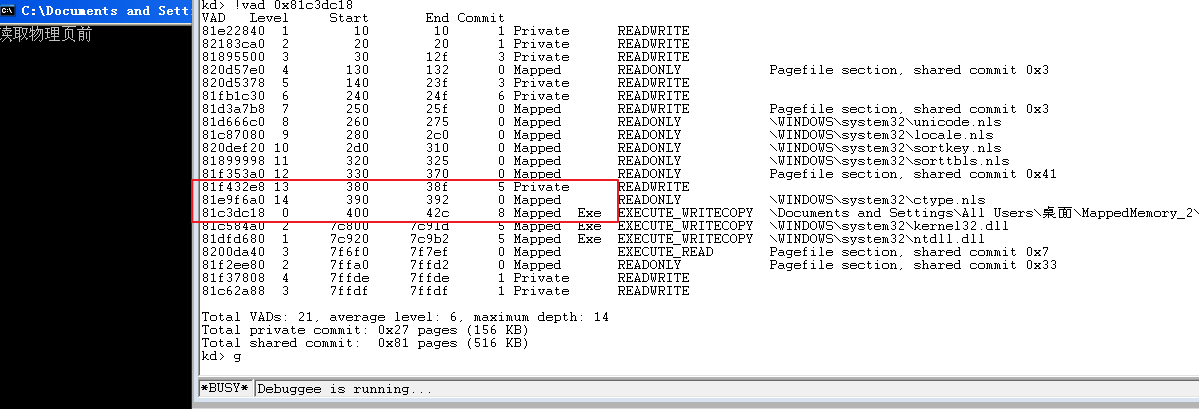 C:\Documents and Setti
读取物理页前
kd> !vad 0x81c3dc18
VAD   Level     Start       End Commit
81e22840  1        10        10      1 Private      READWRITE
82183ca0  2        20        20      1 Private      READWRITE
81895500  3        30       12f      3 Private      READWRITE
820d57e0  4       130       132      0 Mapped       READONLY           Pagefile section, shared commit 0x3
820d5378  5       140       23f      3 Private      READWRITE
81fb1c30  6       240       24f      6 Private      READWRITE
81d3a7b8  7       250       25f      0 Mapped       READONLY           Pagefile section, shared commit 0x3
81d666c0  8       260       275      0 Mapped       READONLY           \WINDOWS\system32\unicode.nls
81c87080  9       280       2c0      0 Mapped       READONLY           \WINDOWS\system32\locale.nls
820def20 10       2d0       310      0 Mapped       READONLY           \WINDOWS\system32\sortkey.nls
81899998 11       320       325      0 Mapped       READONLY           \WINDOWS\system32\sorttbls.nls
81f353a0 12       330       370      0 Mapped       READONLY           Pagefile section, shared commit 0x41
81f432e8 13       380       38f      5 Private      READWRITE
81e9f6a0 14       390       392      0 Mapped       READONLY           \WINDOWS\system32\ctype.nls
81c3dc18  0       400       42c      8 Mapped  Exe  EXECUTE_WRITECOPY  \Documents and Settings\All Users\桌面\MappedMemory_2\
81c584a0  2     7c800     7c91d      5 Mapped  Exe  EXECUTE_WRITECOPY  \WINDOWS\system32\kernel32.dll
81dfd680  1     7c920     7c9b2      5 Mapped  Exe  EXECUTE_WRITECOPY  \WINDOWS\system32\ntdll.dll
8200da40  3     7f6f0     7f7ef      0 Mapped       EXECUTE_READ       Pagefile section, shared commit 0x7
81f2ee80  2     7ffa0     7ffd2      0 Mapped       READONLY           Pagefile section, shared commit 0x33
81f37808  4     7ffde     7ffde      1 Private      READWRITE
81c62a88  3     7ffdf     7ffdf      1 Private      READWRITE
Total VADs: 21, average level: 6, maximum depth: 14
Total private commit: 0x27 pages (156 KB)
Total shared commit:  0x81 pages (516 KB)
kd> g
*BUSY* Debuggee is running...